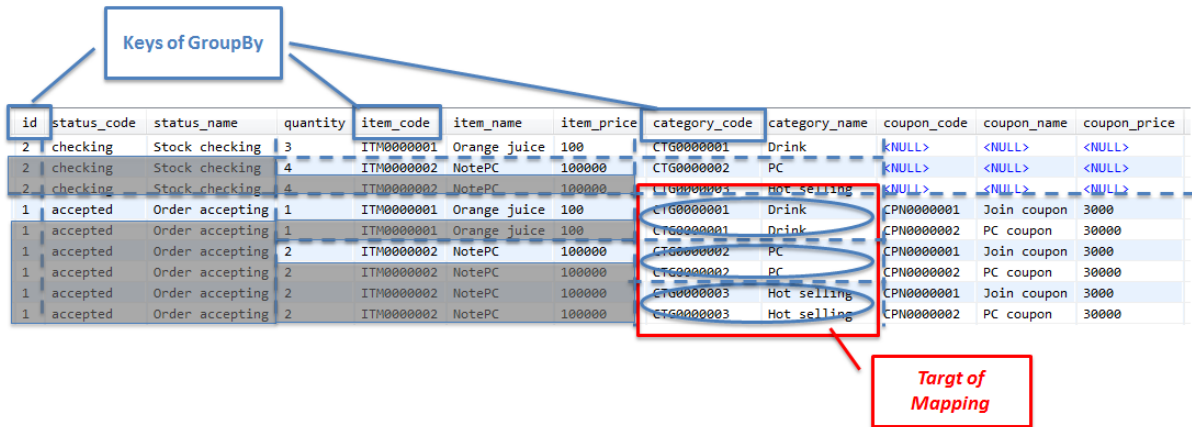 Keys of GroupBy
id status_code status_name quantity item_code item_name item_price category_code category_name coupon_code coupon_name coupon_price
2 checking Stock checking 3 ITM0000001 Orange juice 100 CTG0000001 Drink <NULL> <NULL> <NULL>
2 checking Stock checking 4 ITM0000002 NotePC 100000 CTG0000002 PC <NULL> <NULL> <NULL>
2 checking Stock checking 4 ITM0000002 NotePC 100000 CTG0000003 Hot selling <NULL> <NULL> <NULL>
1 accepted Order accepting 1 ITM0000001 Orange juice 100 CTG0000001 Drink CPN0000001 Join coupon 3000
1 accepted Order accepting 1 ITM0000001 Orange juice 100 CTG0000001 Drink CPN0000002 PC coupon 30000
1 accepted Order accepting 2 ITM0000002 NotePC 100000 CTG0000002 PC CPN0000001 Join coupon 3000
1 accepted Order accepting 2 ITM0000002 NotePC 100000 CTG0000002 PC CPN0000002 PC coupon 30000
1 accepted Order accepting 2 ITM0000002 NotePC 100000 CTG0000003 Hot selling CPN0000001 Join coupon 3000
1 accepted Order accepting 2 ITM0000002 NotePC 100000 CTG0000003 Hot selling CPN0000002 PC coupon 30000
Targt of
Mapping